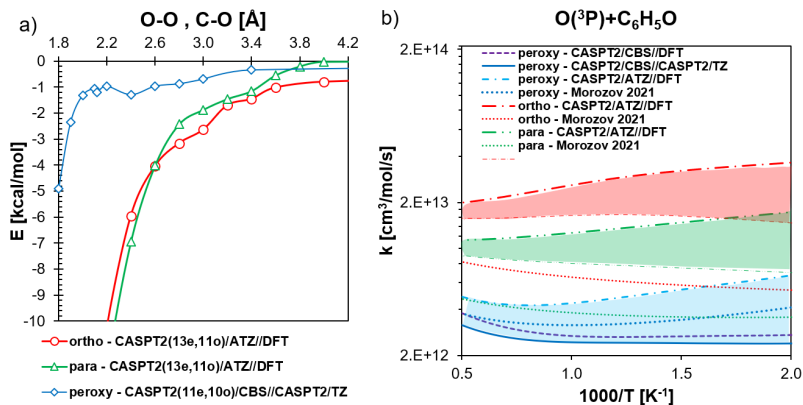 a)
O-O , C-O [Å]
1.8 2.2 2.6 3.0 3.4 3.8 4.2
E [kcal/mol]
0
-1
-2
-3
-4
-5
-6
-7
-8
-9
-10
ortho - CASPT2(13e,11o)/ATZ//DFT
para - CASPT2(13e,11o)/ATZ//DFT
peroxy - CASPT2(11e,10o)/CBS//CASPT2/TZ
b)
O(³P)+C₆H₅O
k [cm³/mol/s]
2.E+14
2.E+13
2.E+12
peroxy - CASPT2/CBS//DFT
peroxy - CASPT2/CBS//CASPT2/TZ
peroxy - CASPT2/ATZ//DFT
peroxy - Morozov 2021
ortho - CASPT2/ATZ//DFT
ortho - Morozov 2021
para - CASPT2/ATZ//DFT
para - Morozov 2021
0.5 1.0 1.5 2.0
1000/T [K⁻¹]